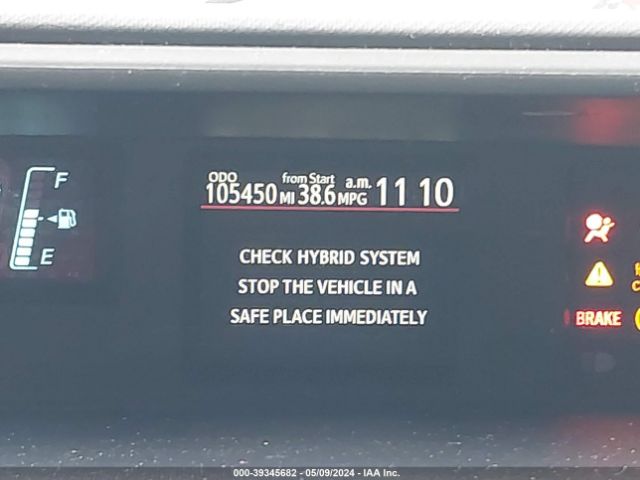 F
E
ODO
105450 MI
from Start
38.6 MPG
a.m. 11 10
CHECK HYBRID SYSTEM
STOP THE VEHICLE IN A
SAFE PLACE IMMEDIATELY
BRAKE
000-39345682 - 05/09/2024 - IAA Inc.